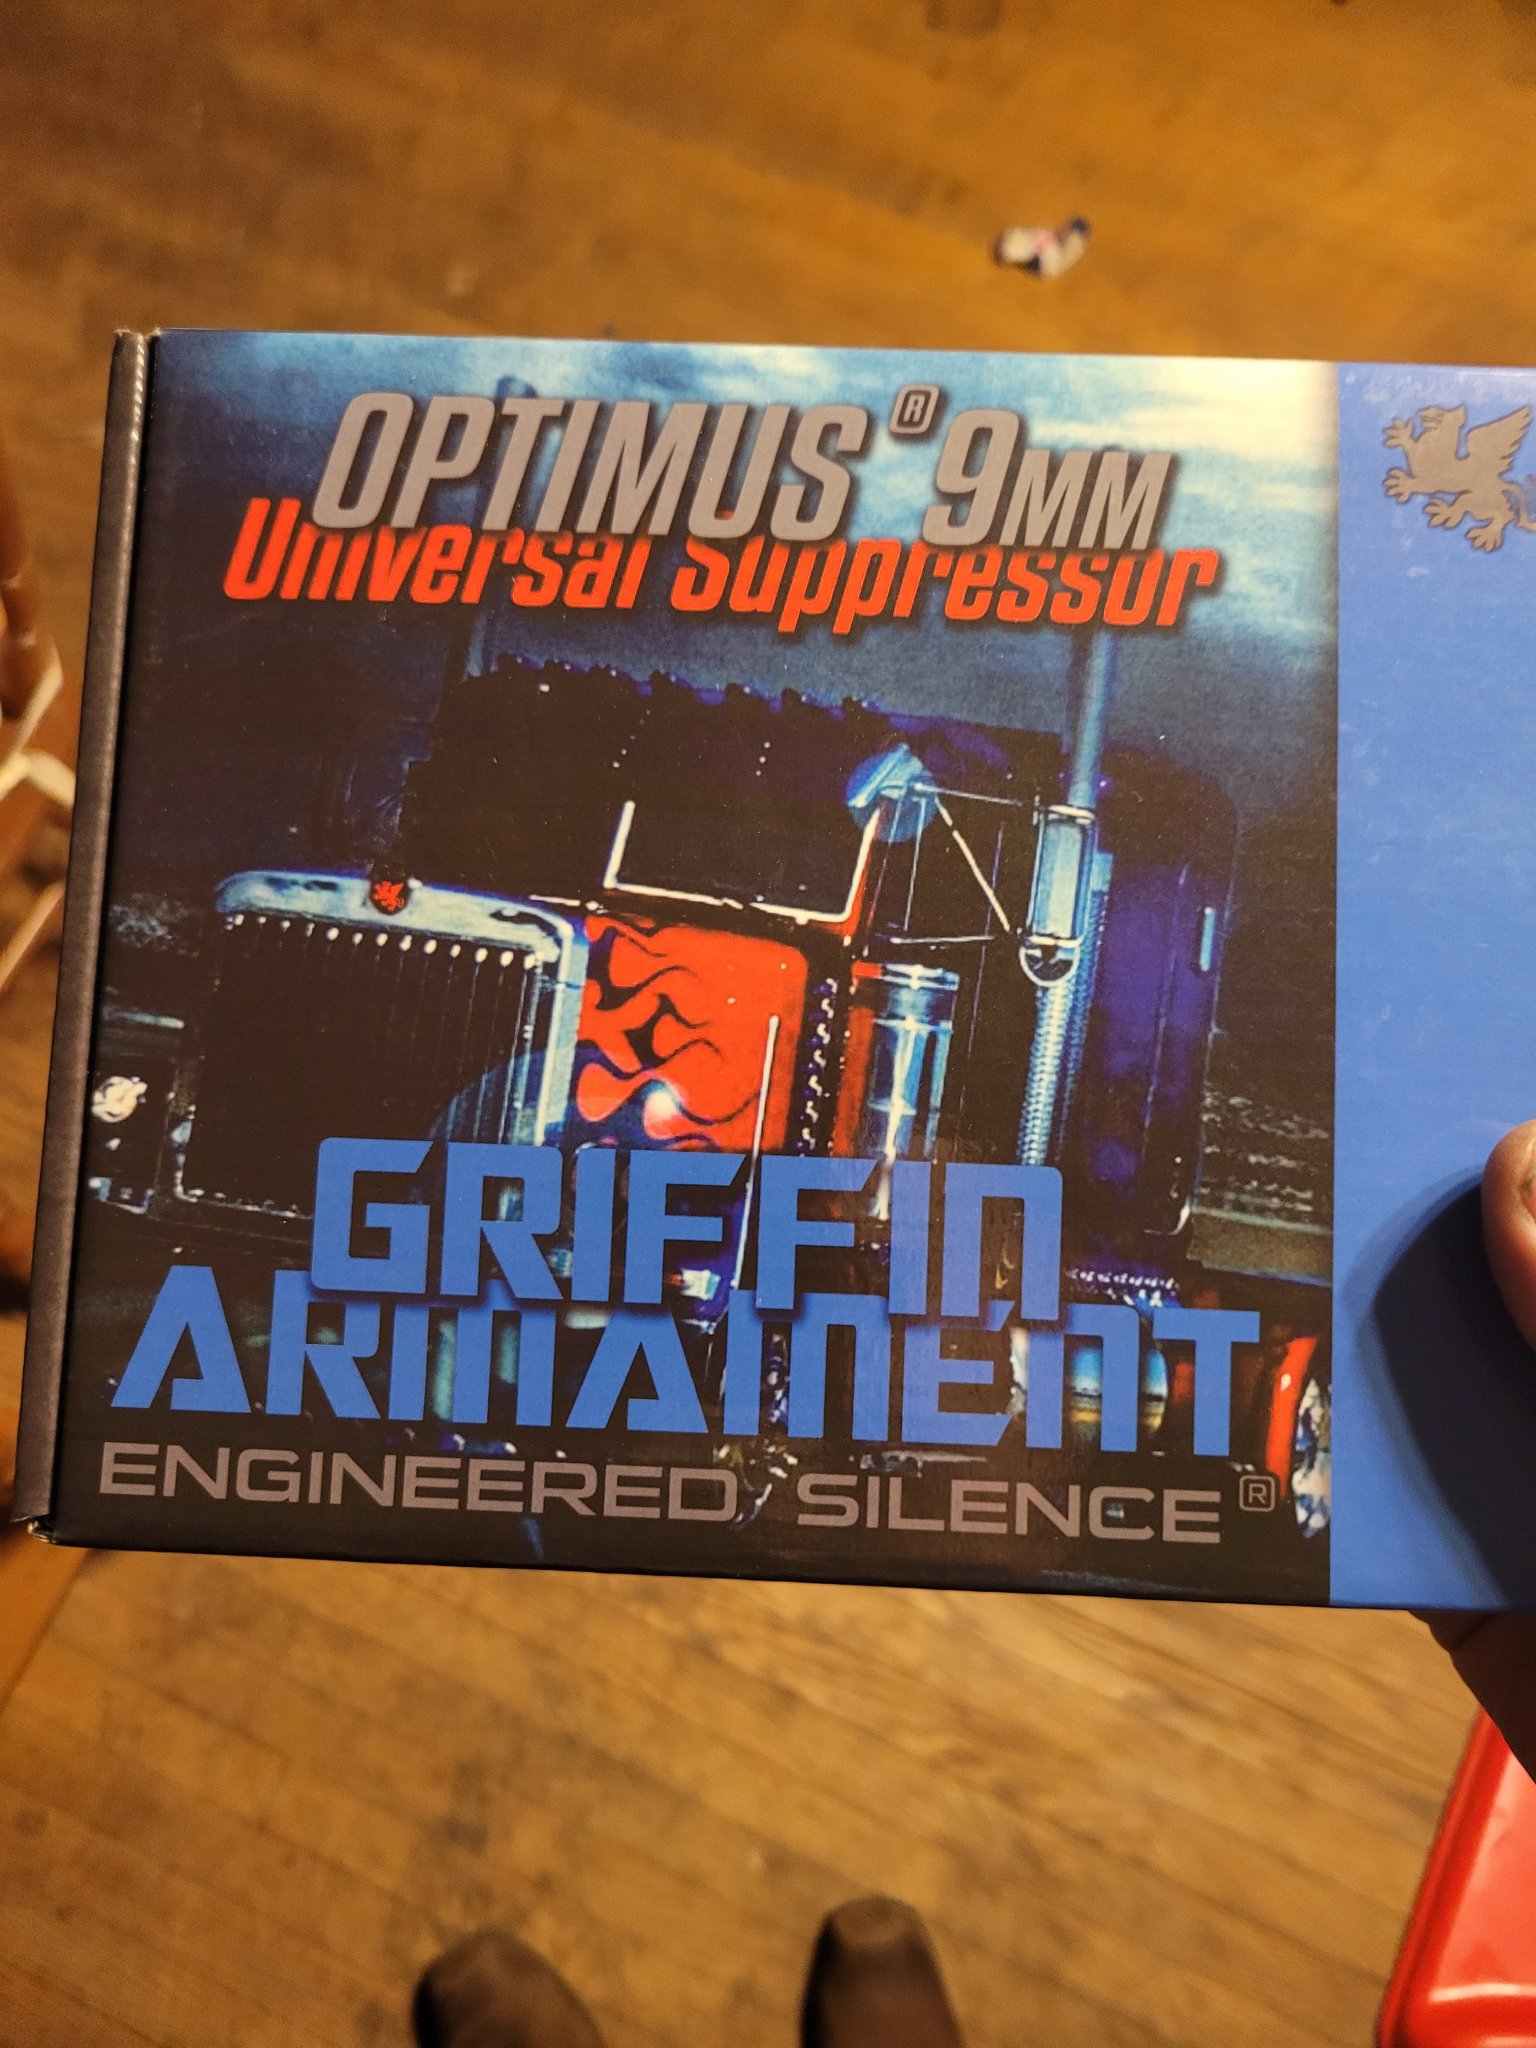 OPTIMUS® 9MM
Universal Suppressor
GRIFFIN
ARMAMENT
ENGINEERED SILENCE®